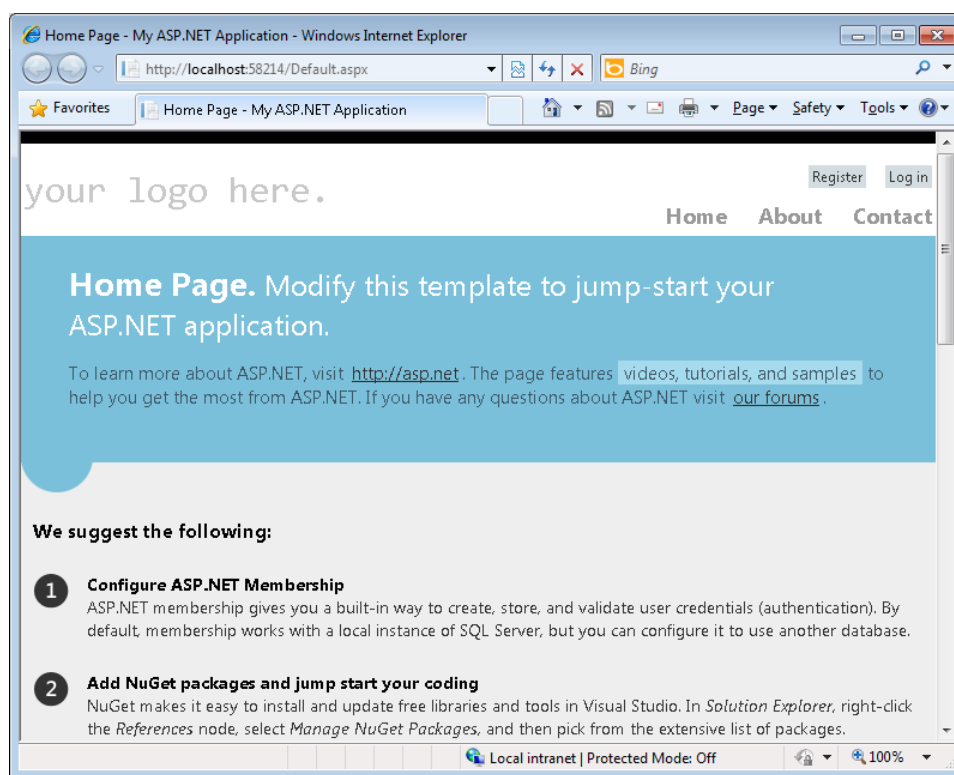 Home Page - My ASP.NET Application - Windows Internet Explorer
http://localhost:58214/Default.aspx
Bing
Favorites
Home Page - My ASP.NET Application
Page
Safety
Tools
your logo here.
Register
Log in
Home
About
Contact
Home Page. Modify this template to jump-start your
ASP.NET application.
To learn more about ASP.NET, visit http://asp.net. The page features videos, tutorials, and samples to
help you get the most from ASP.NET. If you have any questions about ASP.NET visit our forums.
We suggest the following:
1
Configure ASP.NET Membership
ASP.NET membership gives you a built-in way to create, store, and validate user credentials (authentication). By
default, membership works with a local instance of SQL Server, but you can configure it to use another database.
2
Add NuGet packages and jump start your coding
NuGet makes it easy to install and update free libraries and tools in Visual Studio. In Solution Explorer, right-click
the References node, select Manage NuGet Packages, and then pick from the extensive list of packages.
Local intranet | Protected Mode: Off
100%